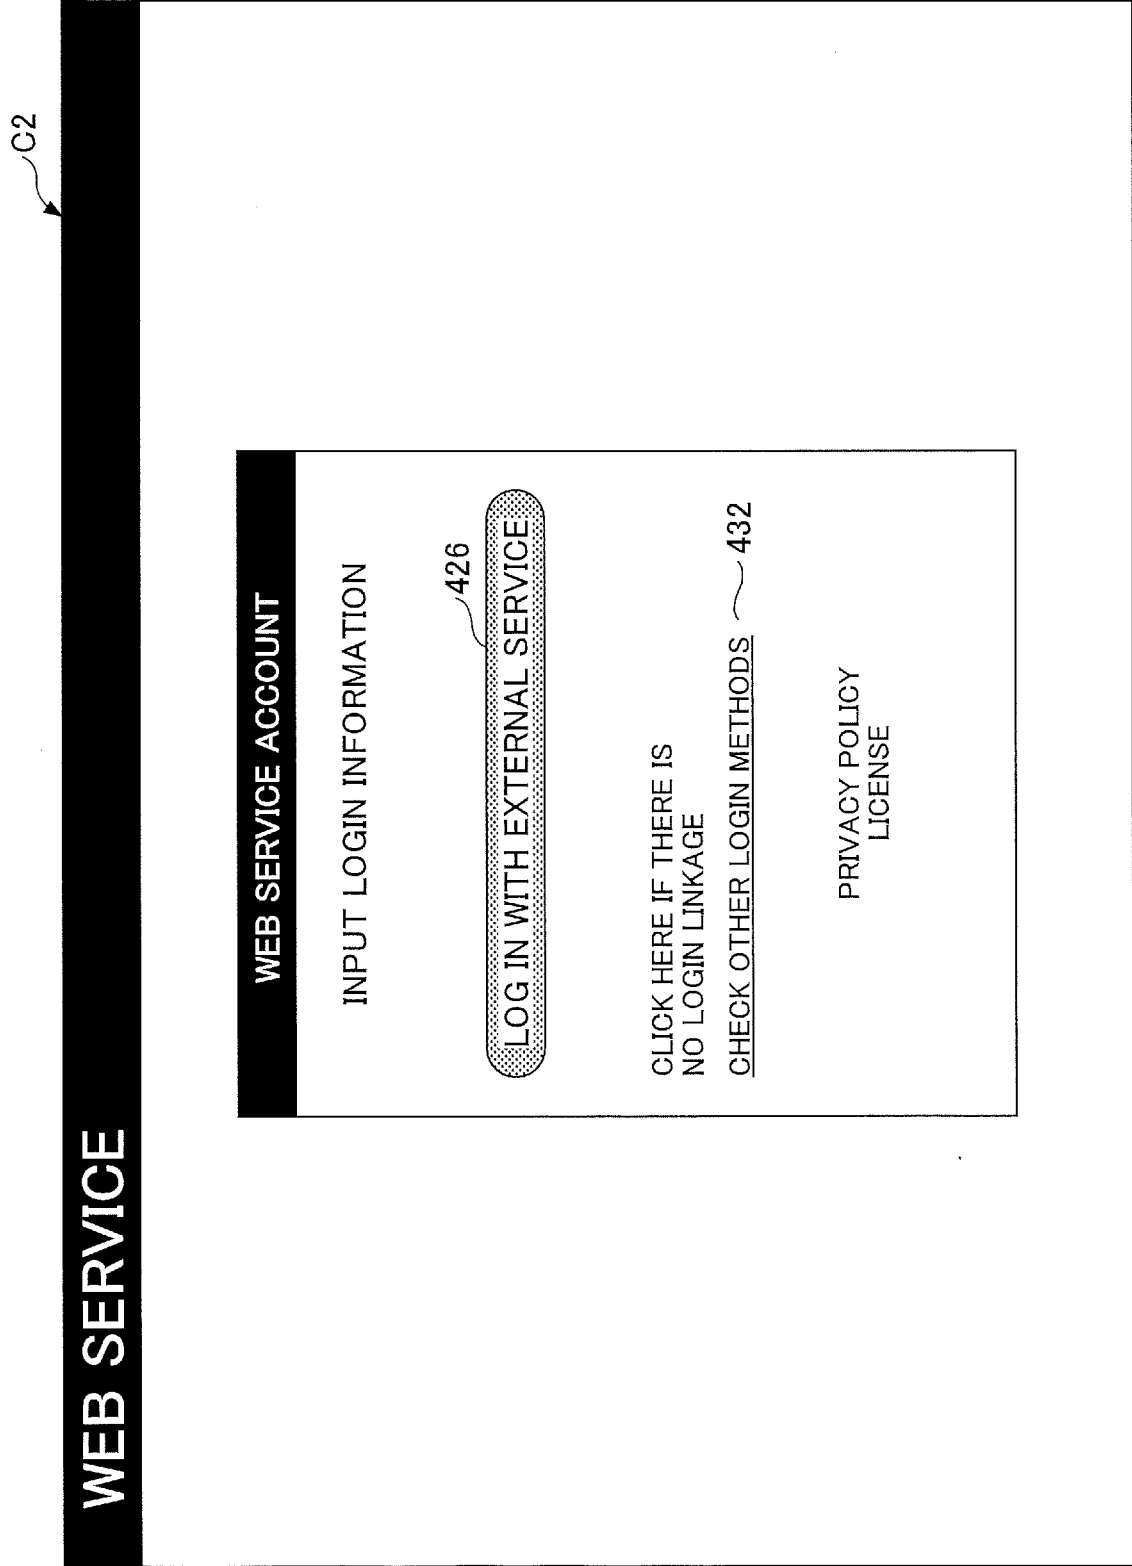 C2
WEB SERVICE
WEB SERVICE ACCOUNT
INPUT LOGIN INFORMATION
426
LOG IN WITH EXTERNAL SERVICE
CLICK HERE IF THERE IS
NO LOGIN LINKAGE
CHECK OTHER LOGIN METHODS
432
PRIVACY POLICY
LICENSE